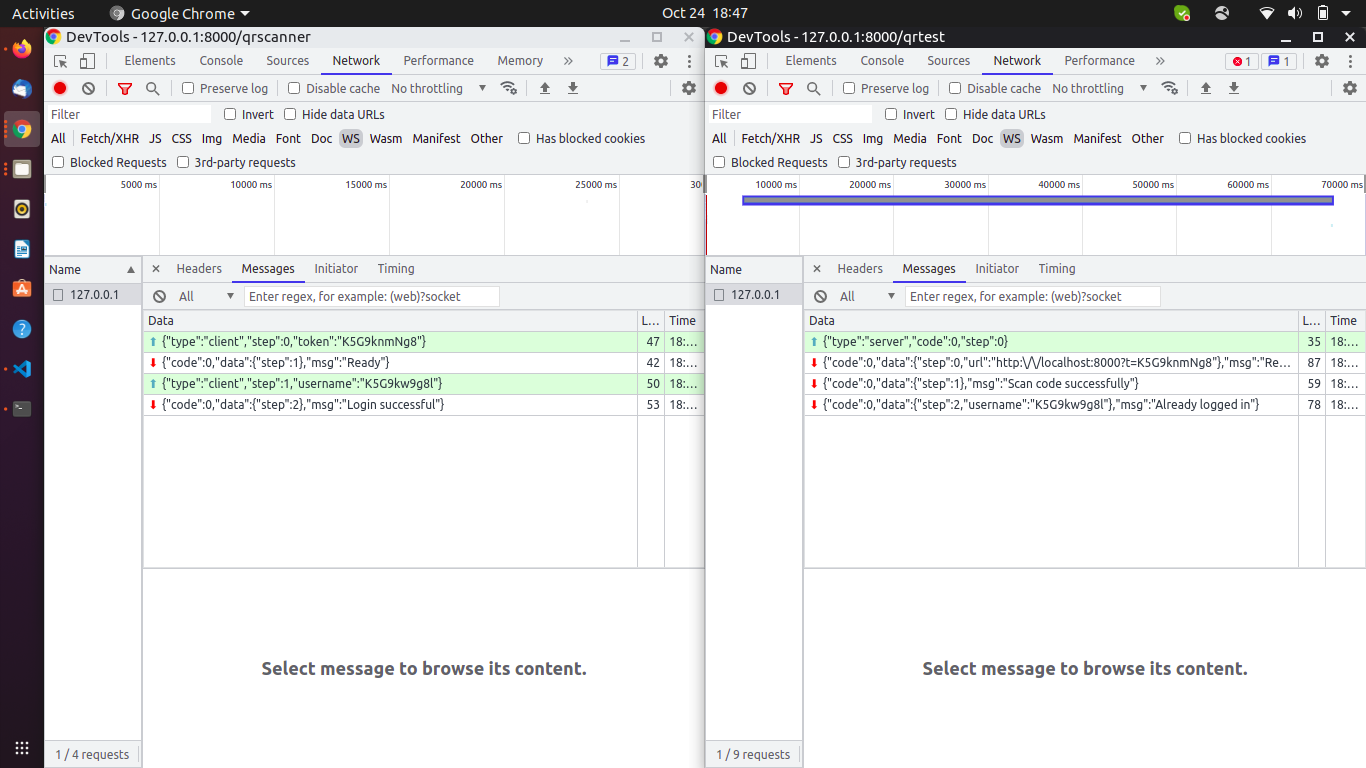 Activities Google Chrome Oct 24 18:47
DevTools - 127.0.0.1:8000/qrscanner
Elements Console Sources Network Performance Memory » 2
Preserve log Disable cache No throttling
Filter Invert Hide data URLs
All Fetch/XHR JS CSS Img Media Font Doc WS Wasm Manifest Other Has blocked cookies
Blocked Requests 3rd-party requests
5000 ms 10000 ms 15000 ms 20000 ms 25000 ms 30
Name × Headers Messages Initiator Timing
127.0.0.1 All Enter regex, for example: (web)?socket
Data L... Time
{"type":"client","step":0,"token":"K5G9knmNg8"} 47 18:...
{"code":0,"data":{"step":1},"msg":"Ready"} 42 18:...
{"type":"client","step":1,"username":"K5G9kw9g8l"} 50 18:...
{"code":0,"data":{"step":2},"msg":"Login successful"} 53 18:...
Select message to browse its content.
1 / 4 requests
DevTools - 127.0.0.1:8000/qrtest
Elements Console Sources Network Performance » 1 1
Preserve log Disable cache No throttling
Filter Invert Hide data URLs
All Fetch/XHR JS CSS Img Media Font Doc WS Wasm Manifest Other Has blocked cookies
Blocked Requests 3rd-party requests
10000 ms 20000 ms 30000 ms 40000 ms 50000 ms 60000 ms 70000 ms
Name × Headers Messages Initiator Timing
127.0.0.1 All Enter regex, for example: (web)?socket
Data L... Time
{"type":"server","code":0,"step":0} 35 18:...
{"code":0,"data":{"step":0,"url":"http:\/\/localhost:8000?t=K5G9knmNg8"},"msg":"Re... 87 18:...
{"code":0,"data":{"step":1},"msg":"Scan code successfully"} 59 18:...
{"code":0,"data":{"step":2,"username":"K5G9kw9g8l"},"msg":"Already logged in"} 78 18:...
Select message to browse its content.
1 / 9 requests